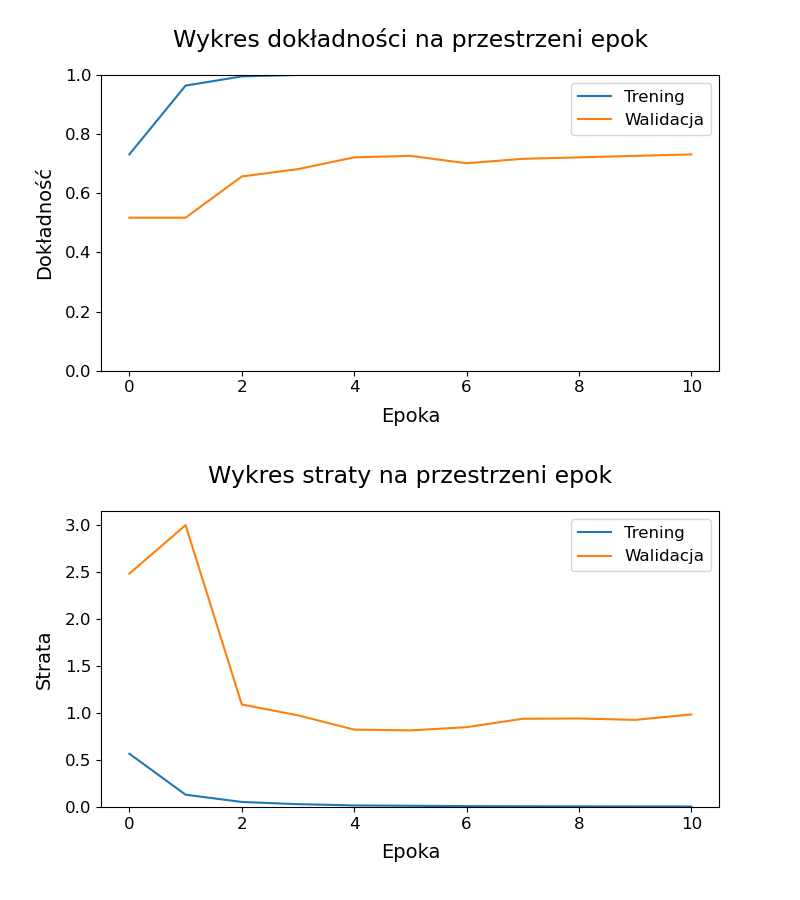 Wykres dokładności na przestrzeni epok
1.0
0.8
0.6
0.4
0.2
0.0
Dokładność
Trening
Walidacja
0 2 4 6 8 10
Epoka
Wykres straty na przestrzeni epok
3.0
2.5
2.0
1.5
1.0
0.5
0.0
Strata
Trening
Walidacja
0 2 4 6 8 10
Epoka